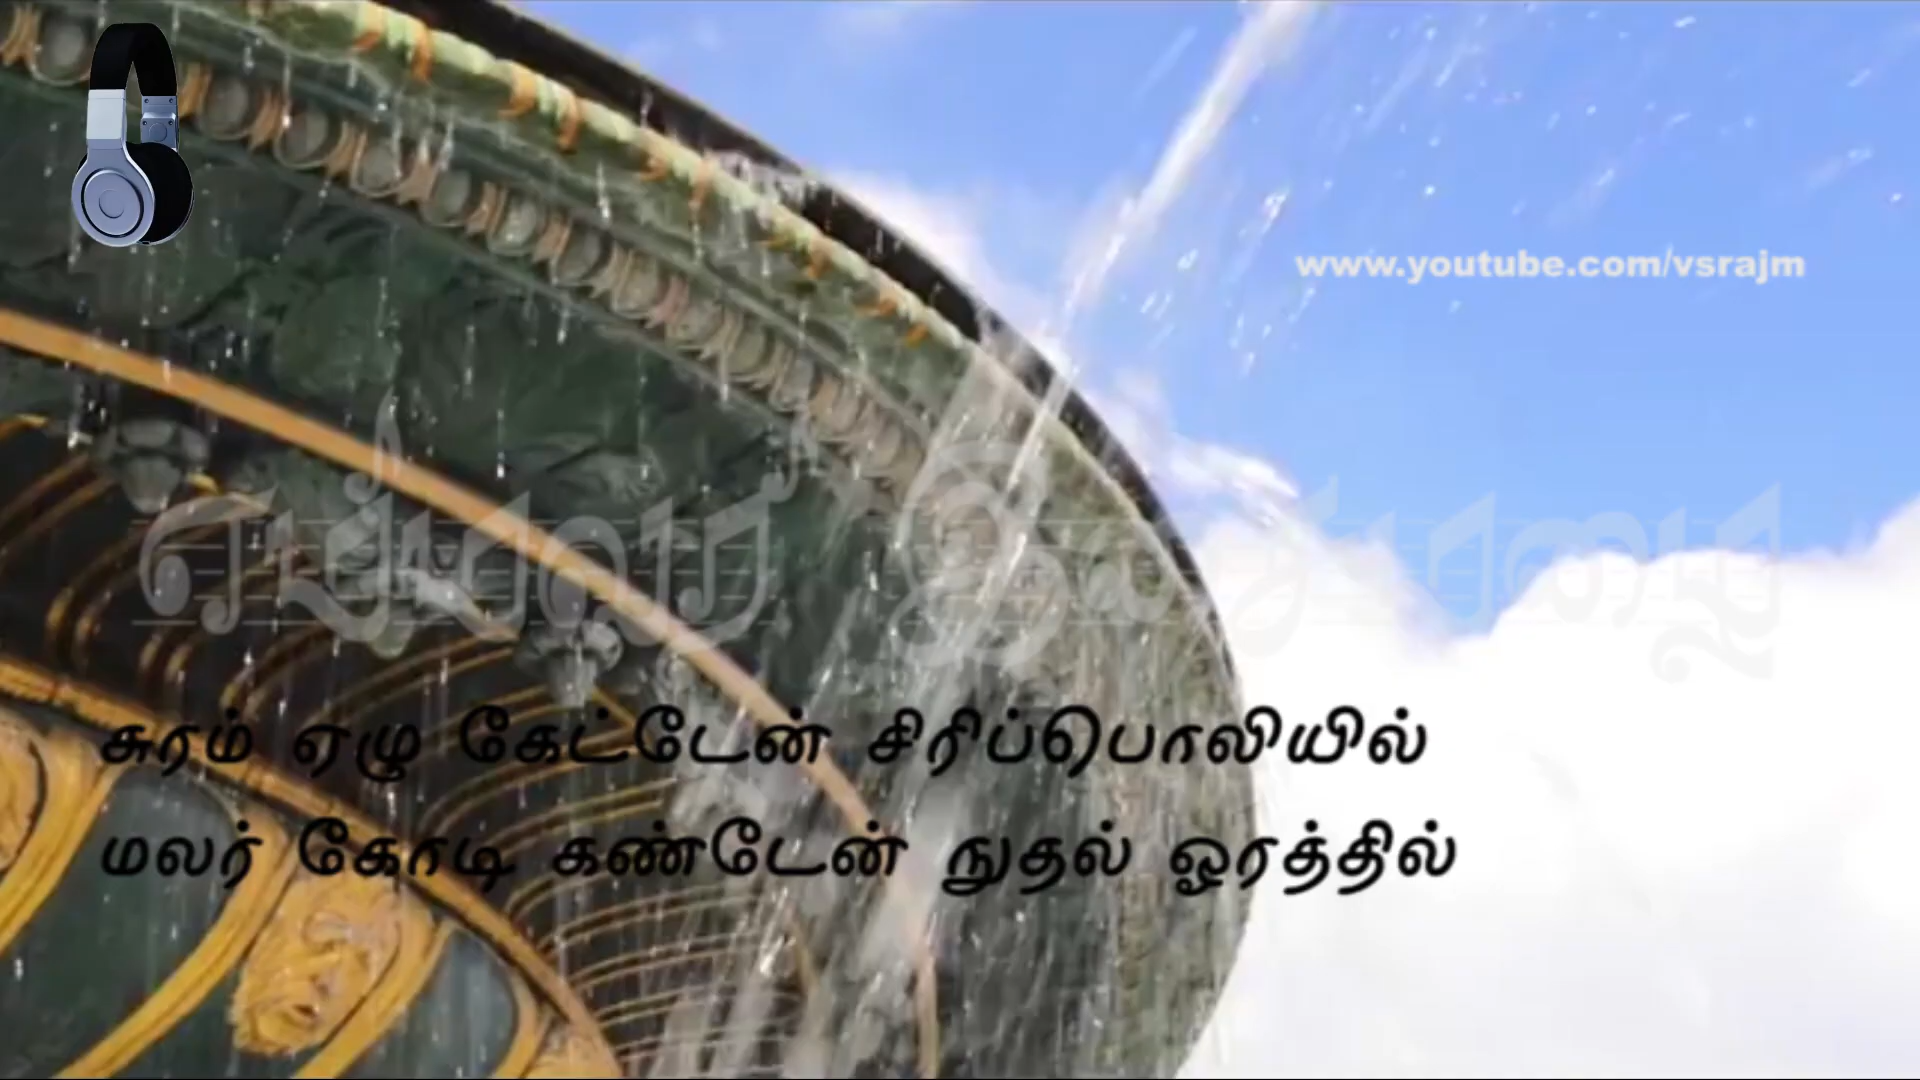 www.youtube.com/vsrajm
சுரம் ஏழு கேட்டேன் சிரிப்பொலியில்
மலர் கோடி கண்டேன் நுதல் ஓரத்தில்